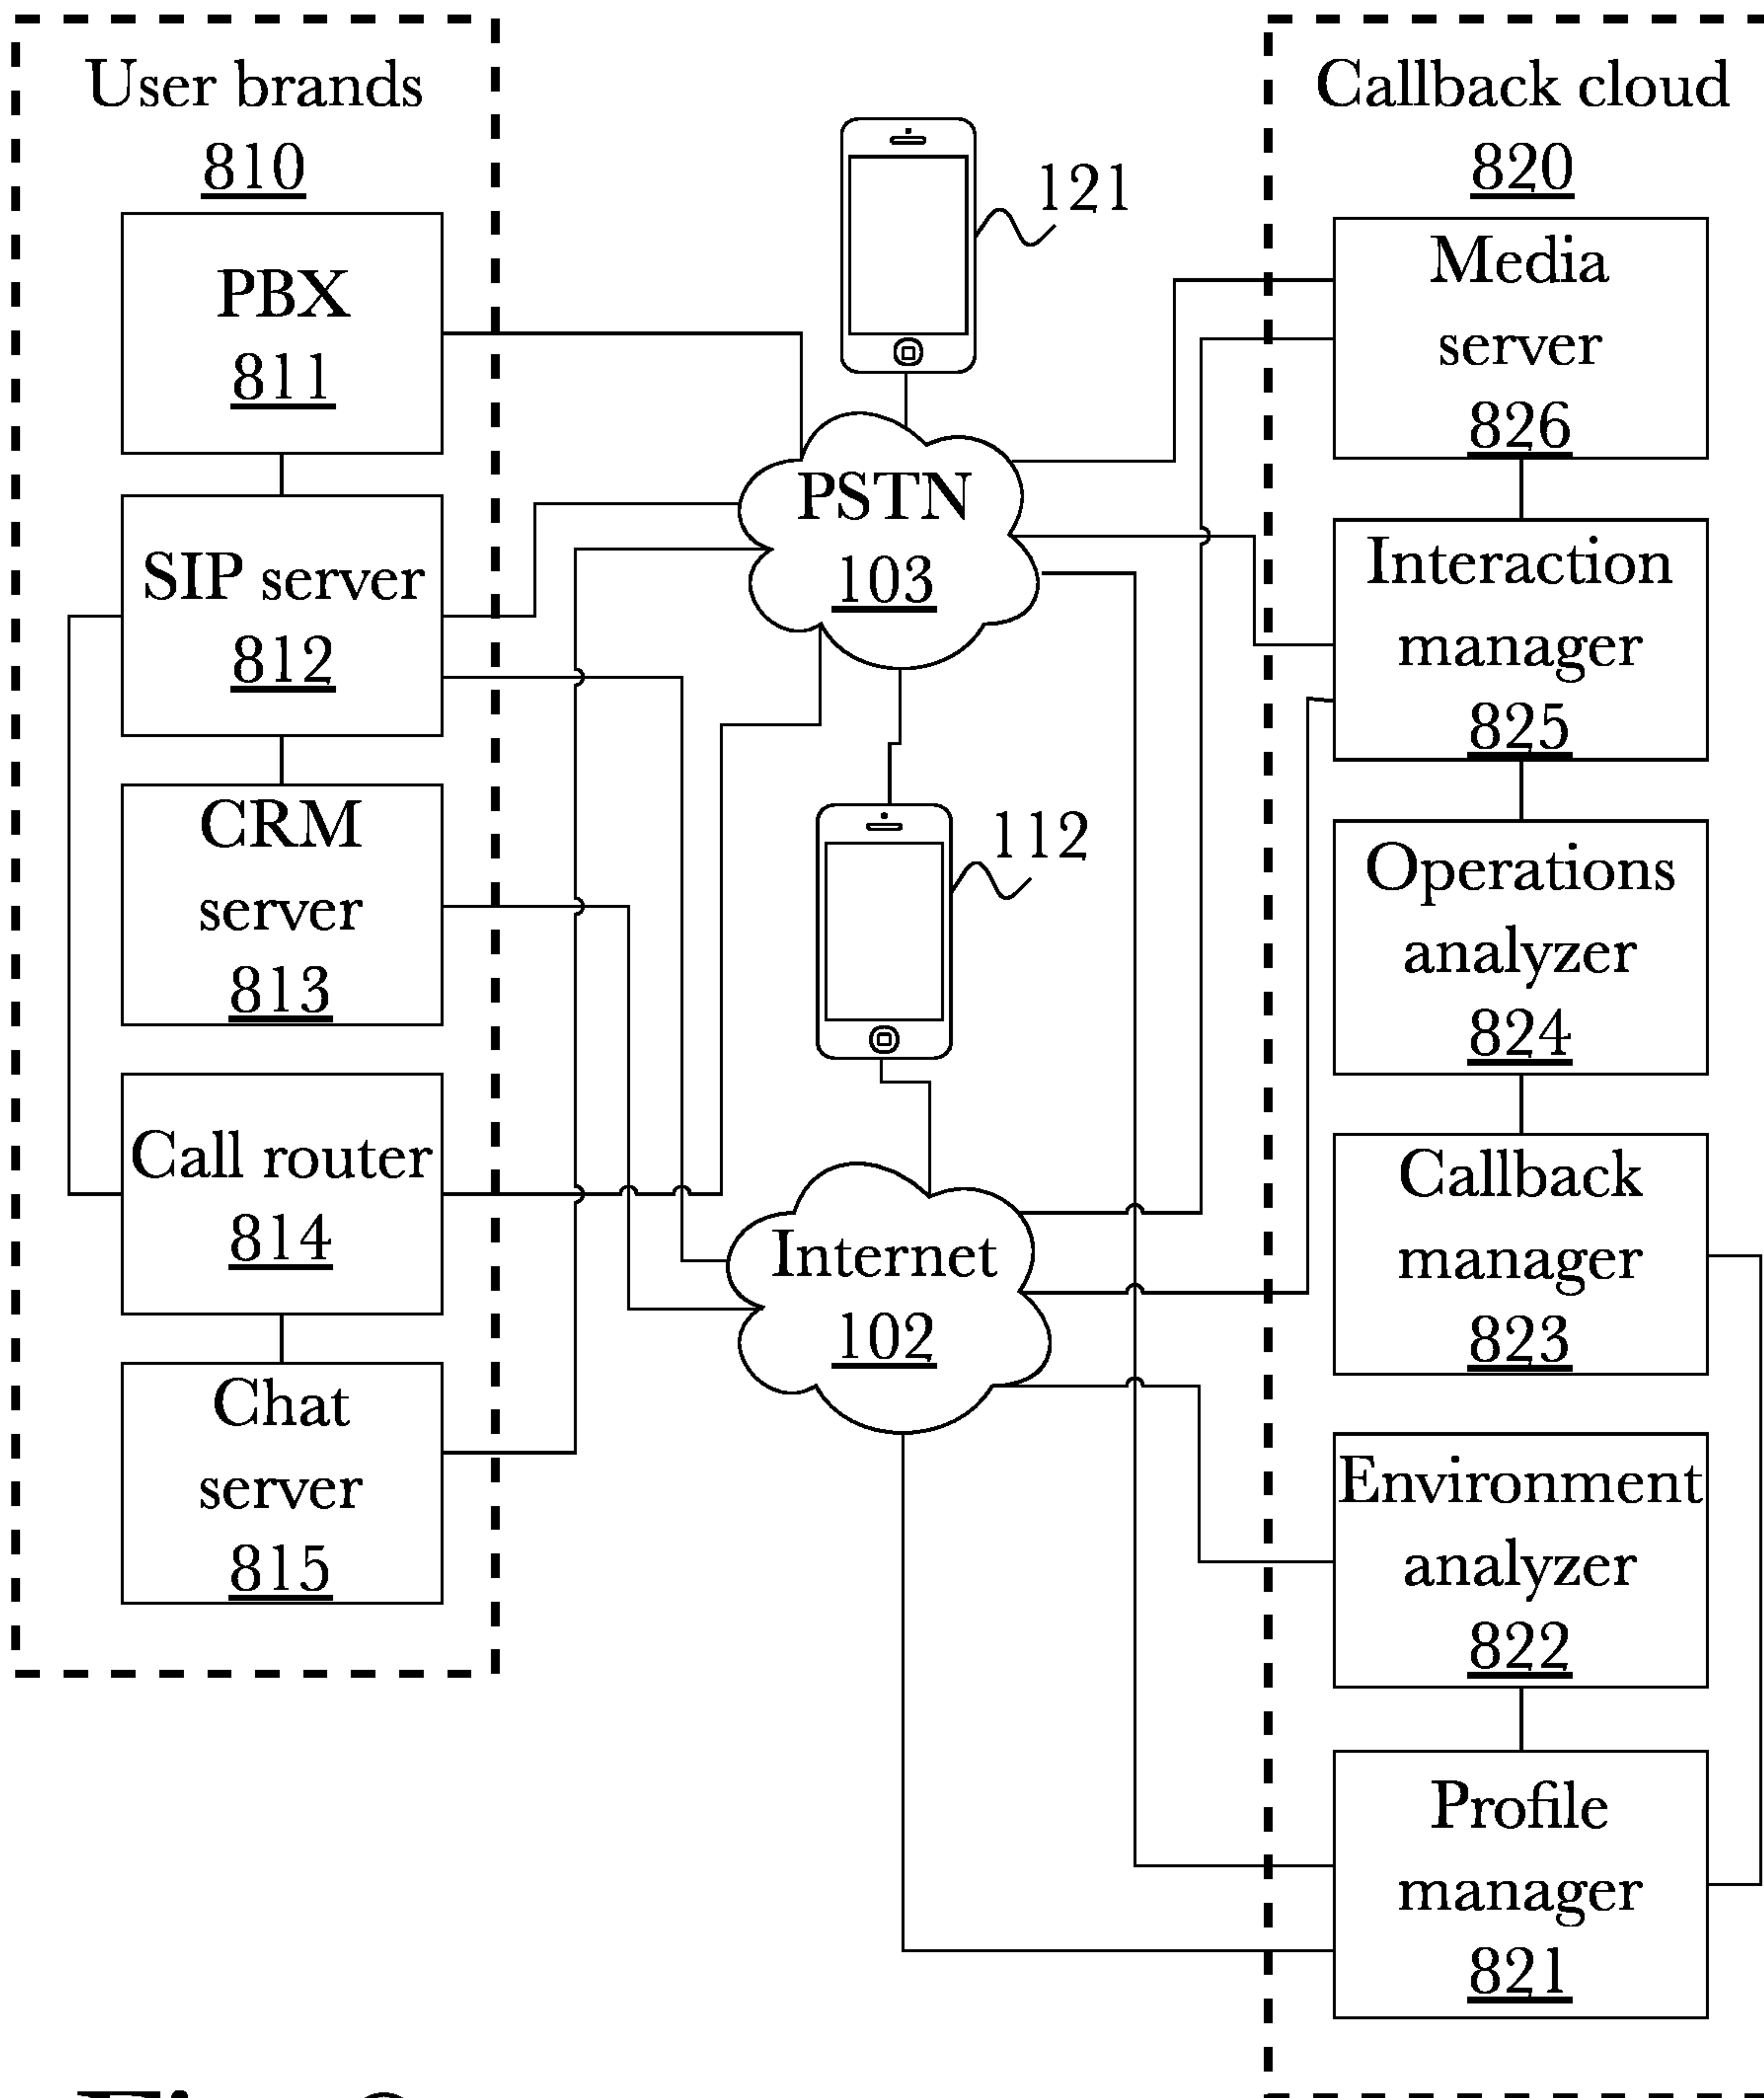 User brands
810
PBX
811
SIP server
812
CRM
server
813
Call router
814
Chat
server
815
121
PSTN
103
112
Internet
102
Callback cloud
820
Media
server
826
Interaction
manager
825
Operations
analyzer
824
Callback
manager
823
Environment
analyzer
822
Profile
manager
821